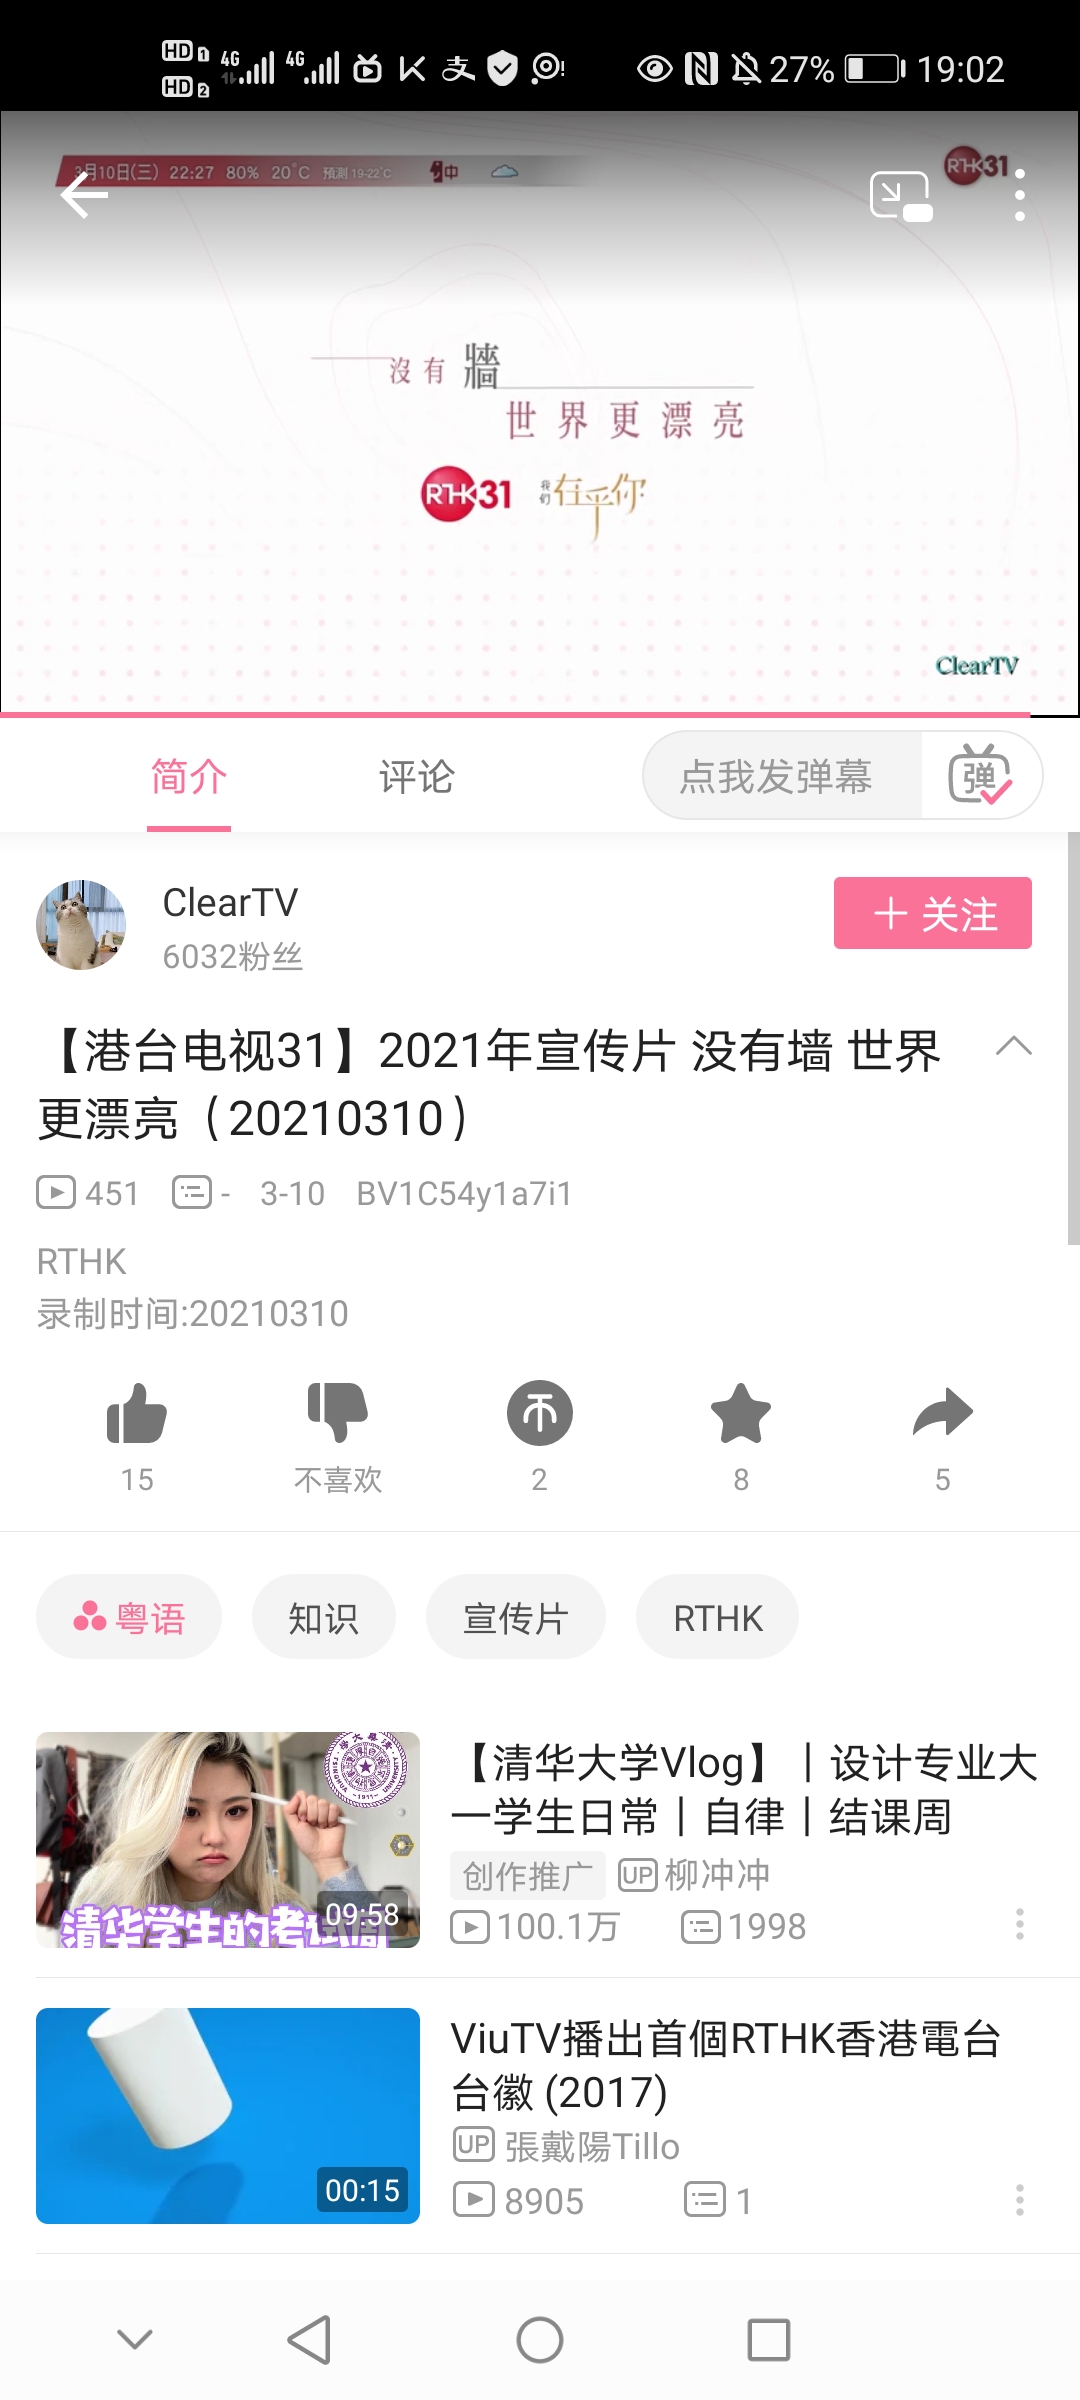 HD 1
HD 2
4G
4G
27%
19:02
3月10日(三) 22:27 80% 20°C 預測 19-22°C
中
RTHK31
沒有牆
世界更漂亮
RTHK31
我们在乎你
ClearTV
简介
评论
点我发弹幕
弹
ClearTV
6032粉丝
+ 关注
【港台电视31】2021年宣传片 没有墙 世界
更漂亮（20210310）
451 - 3-10 BV1C54y1a7i1
RTHK
录制时间:20210310
15 不喜欢 2 8 5
粤语 知识 宣传片 RTHK
清华学生的考试周
09:58
【清华大学Vlog】｜设计专业大
一学生日常｜自律｜结课周
创作推广 UP 柳冲冲
100.1万 1998
00:15
ViuTV播出首個RTHK香港電台
台徽 (2017)
UP 張戴陽Tillo
8905 1